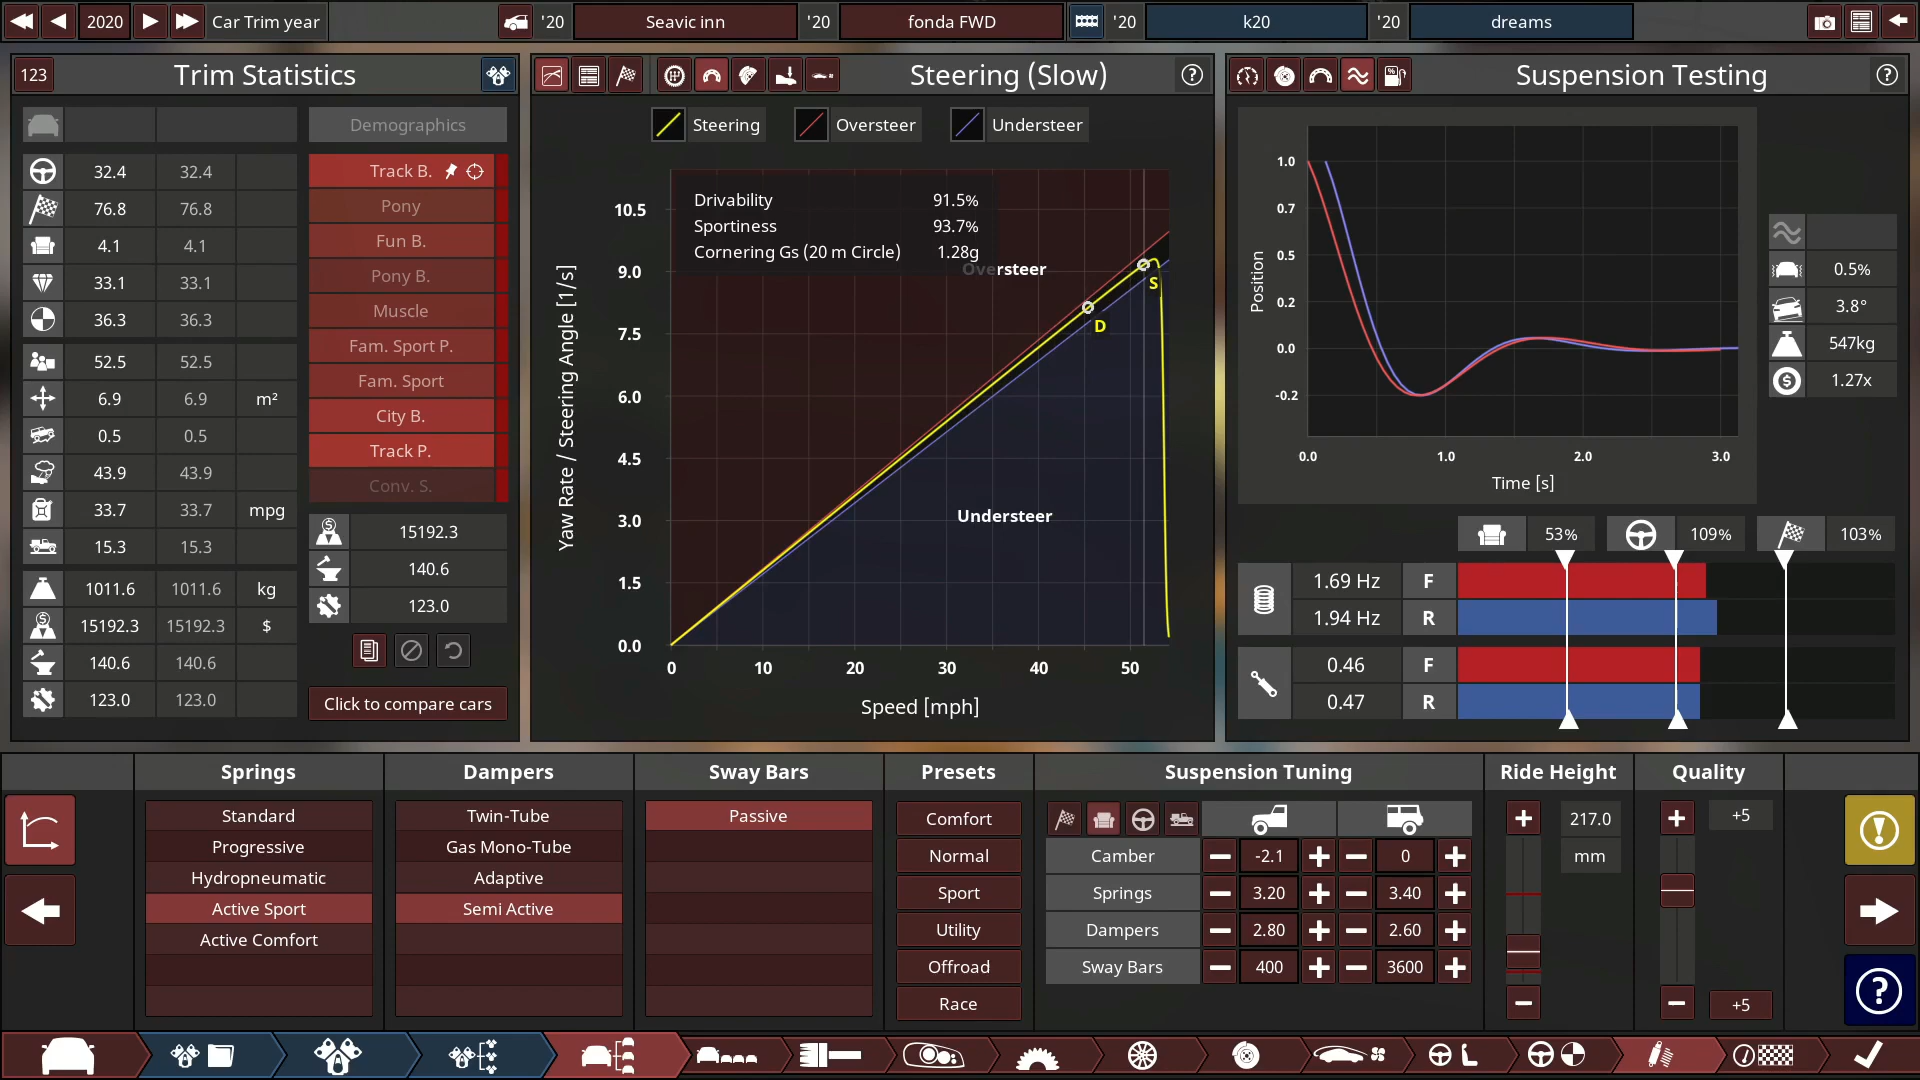 2020 Car Trim year '20 Seavic inn '20 fonda FWD '20 k20 '20 dreams
123 Trim Statistics
Demographics
32.4 32.4
76.8 76.8
4.1 4.1
33.1 33.1
36.3 36.3
52.5 52.5
6.9 6.9 m²
0.5 0.5
43.9 43.9
33.7 33.7 mpg
15.3 15.3
1011.6 1011.6 kg
15192.3 15192.3 $
140.6 140.6
123.0 123.0
Track B.
Pony
Fun B.
Pony B.
Muscle
Fam. Sport P.
Fam. Sport
City B.
Track P.
Conv. S.
15192.3
140.6
123.0
Click to compare cars
Steering (Slow) ?
Steering Oversteer Understeer
Drivability 91.5%
Sportiness 93.7%
Cornering Gs (20 m Circle) 1.28g
Oversteer
S
D
Understeer
Yaw Rate / Steering Angle [1/s]
10.5
9.0
7.5
6.0
4.5
3.0
1.5
0.0
0 10 20 30 40 50
Speed [mph]
Suspension Testing ?
Position
1.0
0.7
0.5
0.2
0.0
-0.2
0.0 1.0 2.0 3.0
Time [s]
0.5%
3.8°
547kg
1.27x
53% 109% 103%
1.69 Hz F
1.94 Hz R
0.46 F
0.47 R
Springs
Standard
Progressive
Hydropneumatic
Active Sport
Active Comfort
Dampers
Twin-Tube
Gas Mono-Tube
Adaptive
Semi Active
Sway Bars
Passive
Presets
Comfort
Normal
Sport
Utility
Offroad
Race
Suspension Tuning
Camber -2.1 0
Springs 3.20 3.40
Dampers 2.80 2.60
Sway Bars 400 3600
Ride Height
217.0
mm
Quality
+5
+5
?